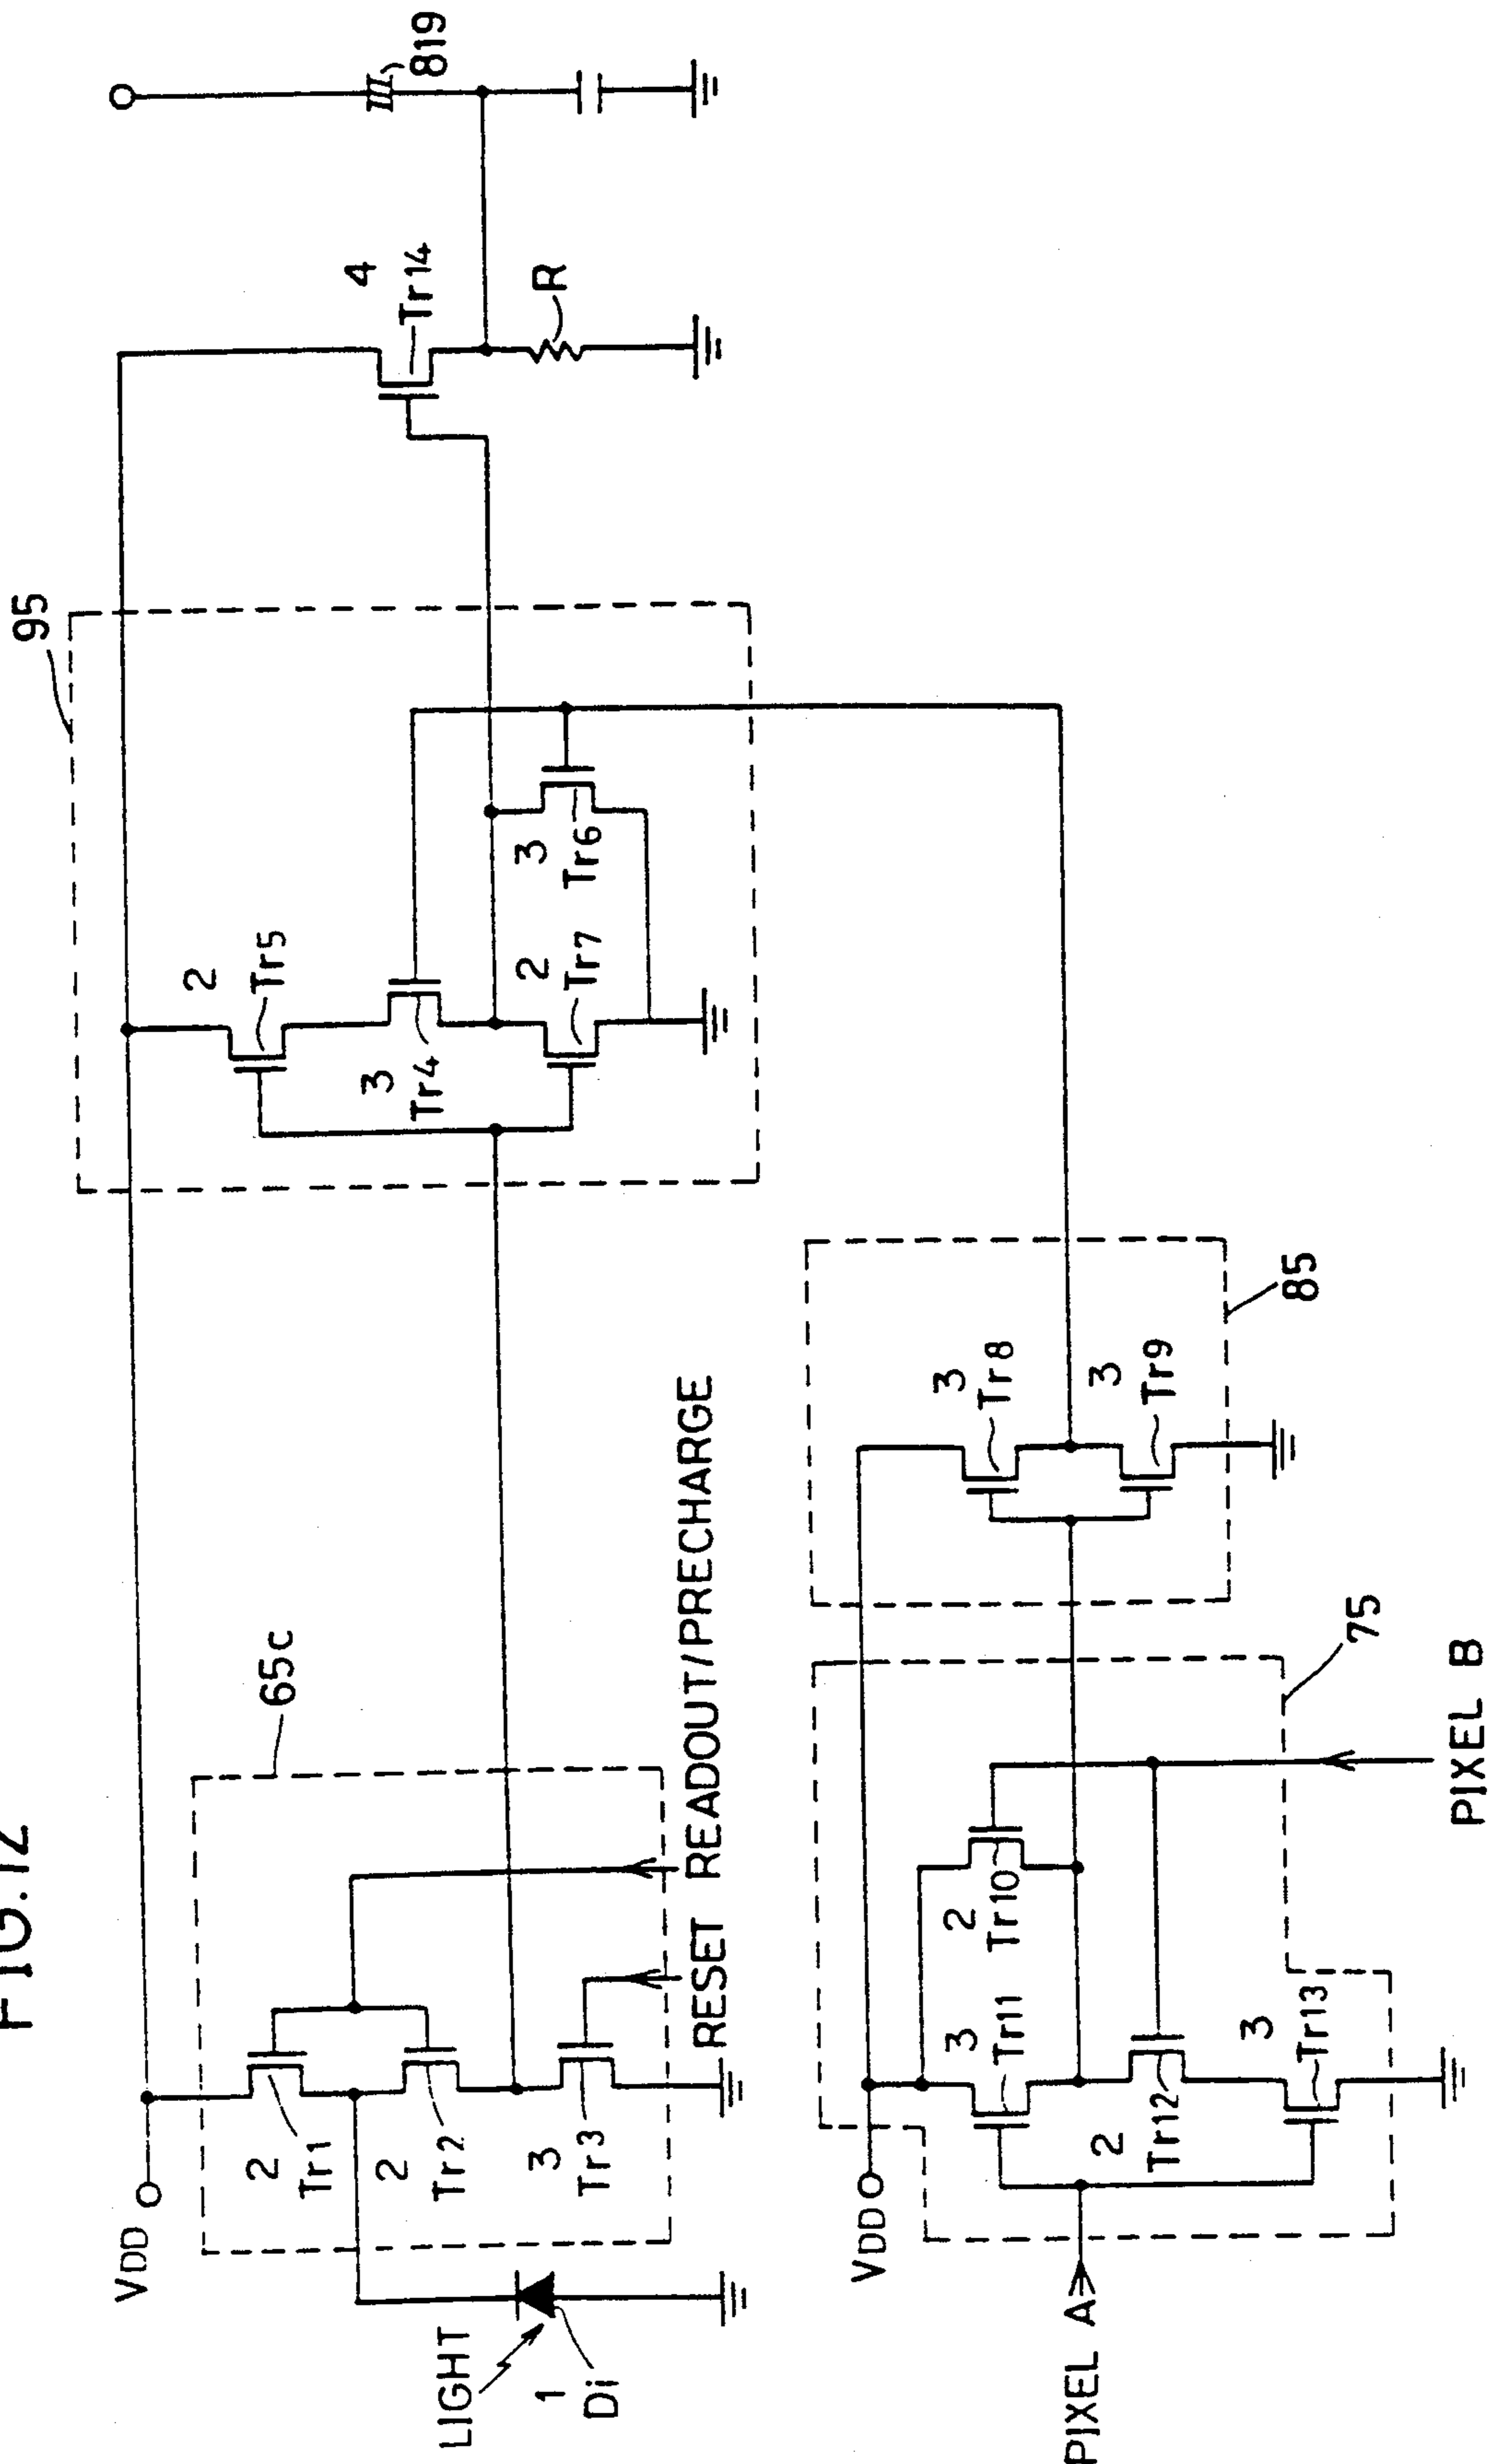 FIG.12
95
819
4
Tr14
R
2
Tr5
3
Tr4
2
Tr7
3
Tr6
65c
VDD
2
Tr1
2
Tr2
3
Tr3
RESET READOUT/PRECHARGE
LIGHT
1
Di
85
3
Tr8
3
Tr9
75
VDD
2
Tr10
3
Tr11
2
Tr12
3
Tr13
PIXEL A
PIXEL B